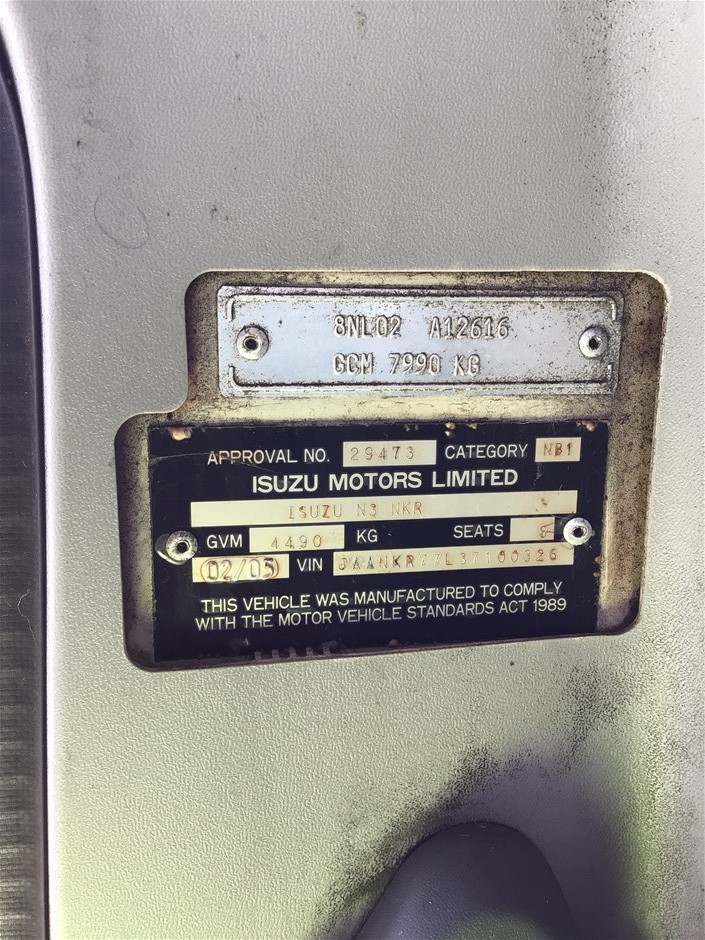 8NL02 A12616
GCM 7990 KG
APPROVAL NO. 29473 CATEGORY NB1
ISUZU MOTORS LIMITED
ISUZU N3 NKR
GVM 4490 KG SEATS
02/05 VIN JAANKR77L37100326
THIS VEHICLE WAS MANUFACTURED TO COMPLY
WITH THE MOTOR VEHICLE STANDARDS ACT 1989